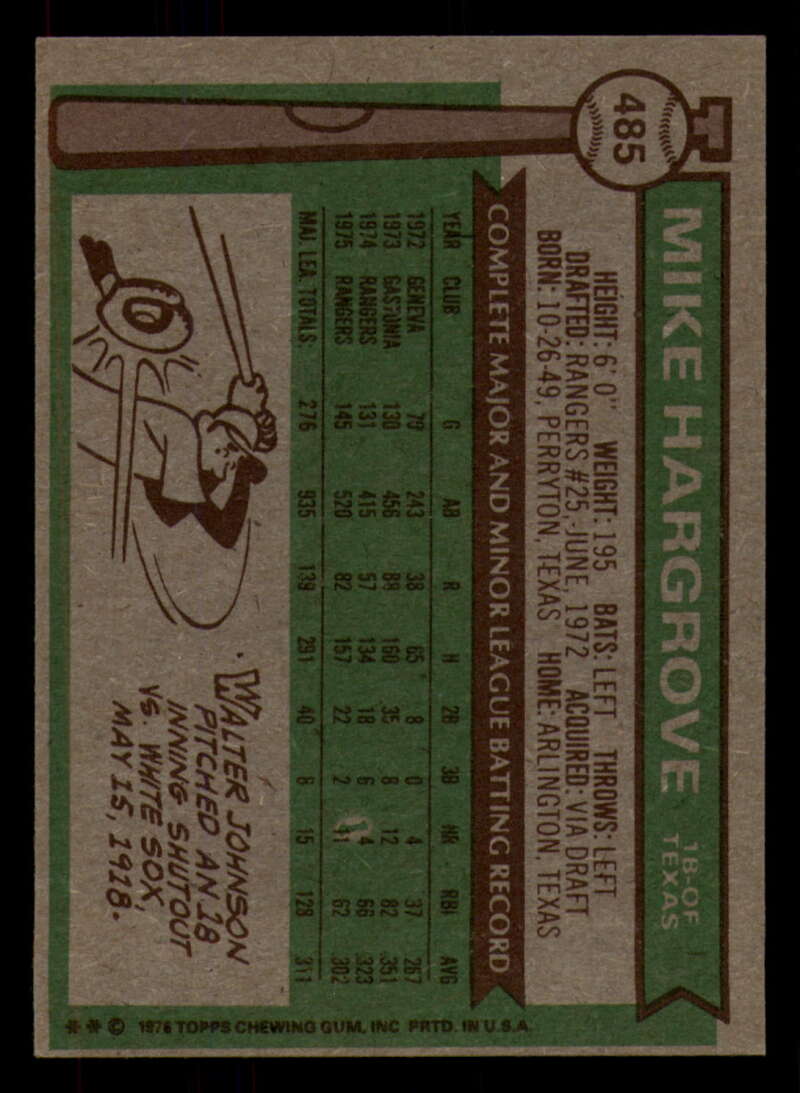 485
MIKE HARGROVE
1B-OF
TEXAS
HEIGHT: 6' 0" WEIGHT: 195 BATS: LEFT THROWS: LEFT
DRAFTED: RANGERS #25, JUNE, 1972 ACQUIRED: VIA DRAFT
BORN: 10-26-49, PERRYTON, TEXAS HOME: ARLINGTON, TEXAS
COMPLETE MAJOR AND MINOR LEAGUE BATTING RECORD
YEAR CLUB G AB R H 2B 3B HR RBI AVG
1972 GENEVA 79 243 38 65 8 0 4 37 .267
1973 GASTONIA 130 456 88 160 35 8 12 82 .351
1974 RANGERS 131 415 57 134 18 6 4 66 .323
1975 RANGERS 145 520 82 157 22 2 11 62 .302
MAJ. LEA. TOTALS 276 935 139 291 40 8 15 128 .311
WALTER JOHNSON
PITCHED AN 18
INNING SHUTOUT
VS. WHITE SOX,
MAY 15, 1918.
* * © 1976 TOPPS CHEWING GUM, INC PRTD. IN U.S.A.